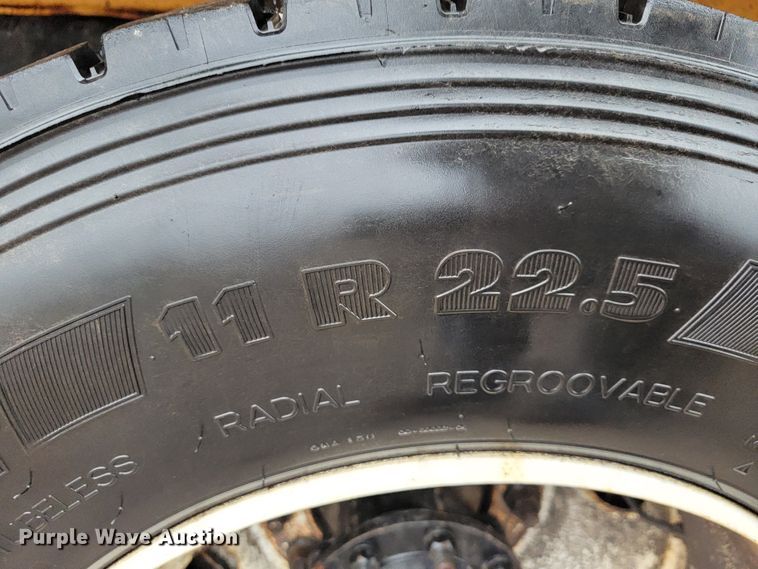 11 R 22.5
RADIAL REGROOVABLE
Purple Wave Auction